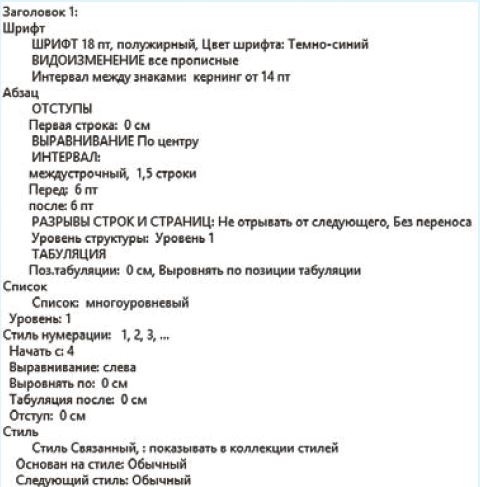 Заголовок 1:
Шрифт
ШРИФТ 18 пт, полужирный, Цвет шрифта: Темно-синий
ВИДОИЗМЕНЕНИЕ все прописные
Интервал между знаками:  кернинг от 14 пт
Абзац
ОТСТУПЫ
Первая строка:  0 см
ВЫРАВНИВАНИЕ По центру
ИНТЕРВАЛ:
междустрочный,  1,5 строки
Перед:  6 пт
после: 6 пт
РАЗРЫВЫ СТРОК И СТРАНИЦ: Не отрывать от следующего, Без переноса
Уровень структуры:  Уровень 1
ТАБУЛЯЦИЯ
Поз.табуляции:  0 см, Выровнять по позиции табуляции
Список
Список:  многоуровневый
Уровень: 1
Стиль нумерации:   1, 2, 3, ...
Начать с: 4
Выравнивание: слева
Выровнять по:  0 см
Табуляция после:  0 см
Отступ:  0 см
Стиль
Стиль Связанный, : показывать в коллекции стилей
Основан на стиле: Обычный
Следующий стиль: Обычный